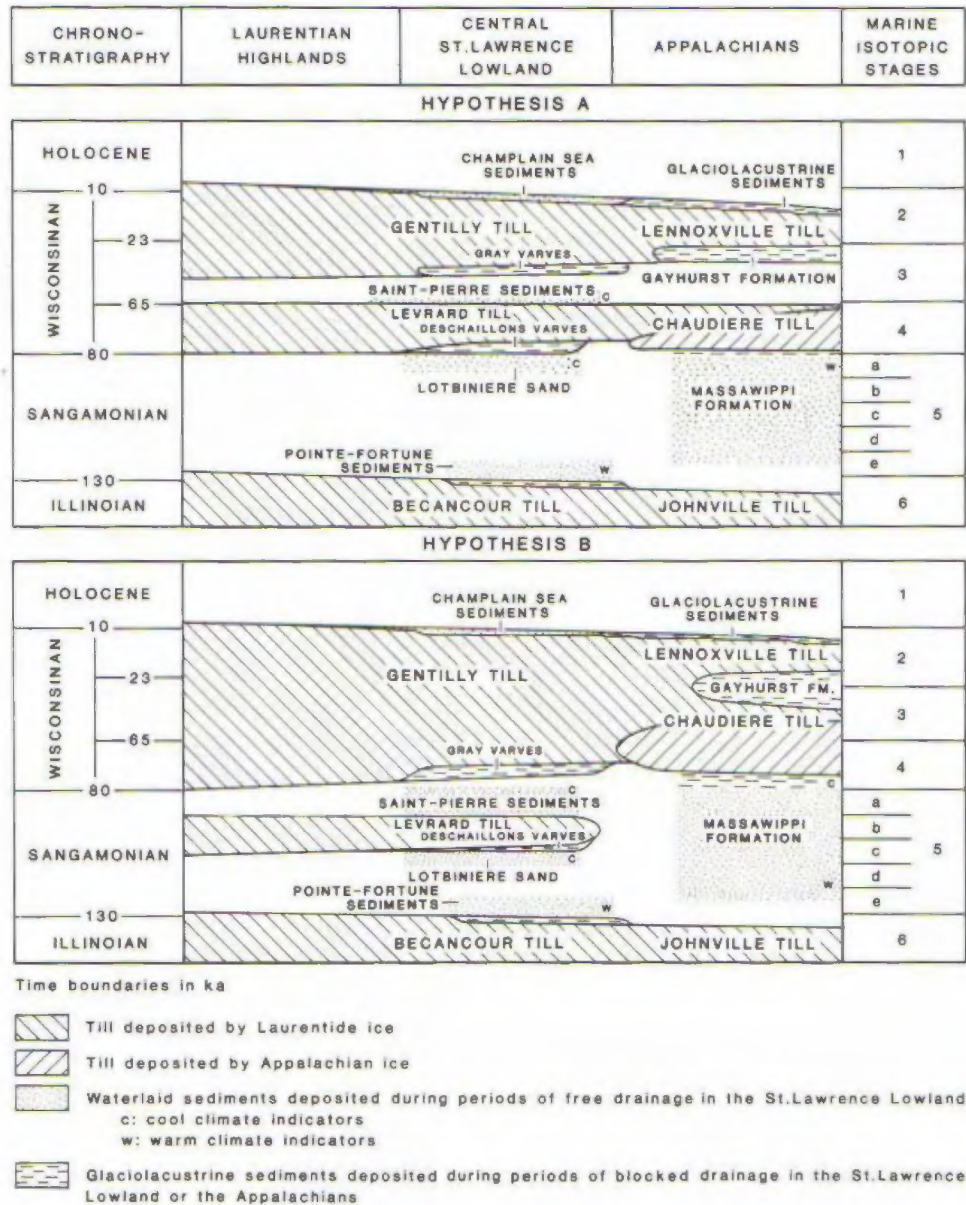 CHRONO-
STRATIGRAPHY
LAURENTIAN
HIGHLANDS
CENTRAL
ST.LAWRENCE
LOWLAND
APPALACHIANS
MARINE
ISOTOPIC
STAGES
HYPOTHESIS A
HOLOCENE
10
WISCONSINAN
23
65
80
SANGAMONIAN
130
ILLINOIAN
CHAMPLAIN SEA
SEDIMENTS
GLACIOLACUSTRINE
SEDIMENTS
GENTILLY TILL
LENNOXVILLE TILL
GRAY VARVES
GAYHURST FORMATION
SAINT-PIERRE SEDIMENTS
c
LEVRARD TILL
DESCHAILLONS VARVES
CHAUDIERE TILL
c
LOTBINIERE SAND
w
MASSAWIPPI
FORMATION
POINTE-FORTUNE
SEDIMENTS
w
BECANCOUR TILL
JOHNVILLE TILL
1
2
3
4
a
b
c
d
e
5
6
HYPOTHESIS B
HOLOCENE
10
WISCONSINAN
23
65
80
SANGAMONIAN
130
ILLINOIAN
CHAMPLAIN SEA
SEDIMENTS
GLACIOLACUSTRINE
SEDIMENTS
LENNOXVILLE TILL
GENTILLY TILL
GAYHURST FM.
CHAUDIERE TILL
GRAY VARVES
c
c
SAINT-PIERRE SEDIMENTS
LEVRARD TILL
DESCHAILLONS VARVES
c
LOTBINIERE SAND
MASSAWIPPI
FORMATION
w
POINTE-FORTUNE
SEDIMENTS
w
BECANCOUR TILL
JOHNVILLE TILL
1
2
3
4
a
b
c
d
e
5
6
Time boundaries in ka
Till deposited by Laurentide ice
Till deposited by Appalachian ice
Waterlaid sediments deposited during periods of free drainage in the St.Lawrence Lowland
c: cool climate indicators
w: warm climate indicators
Glaciolacustrine sediments deposited during periods of blocked drainage in the St.Lawrence
Lowland or the Appalachians